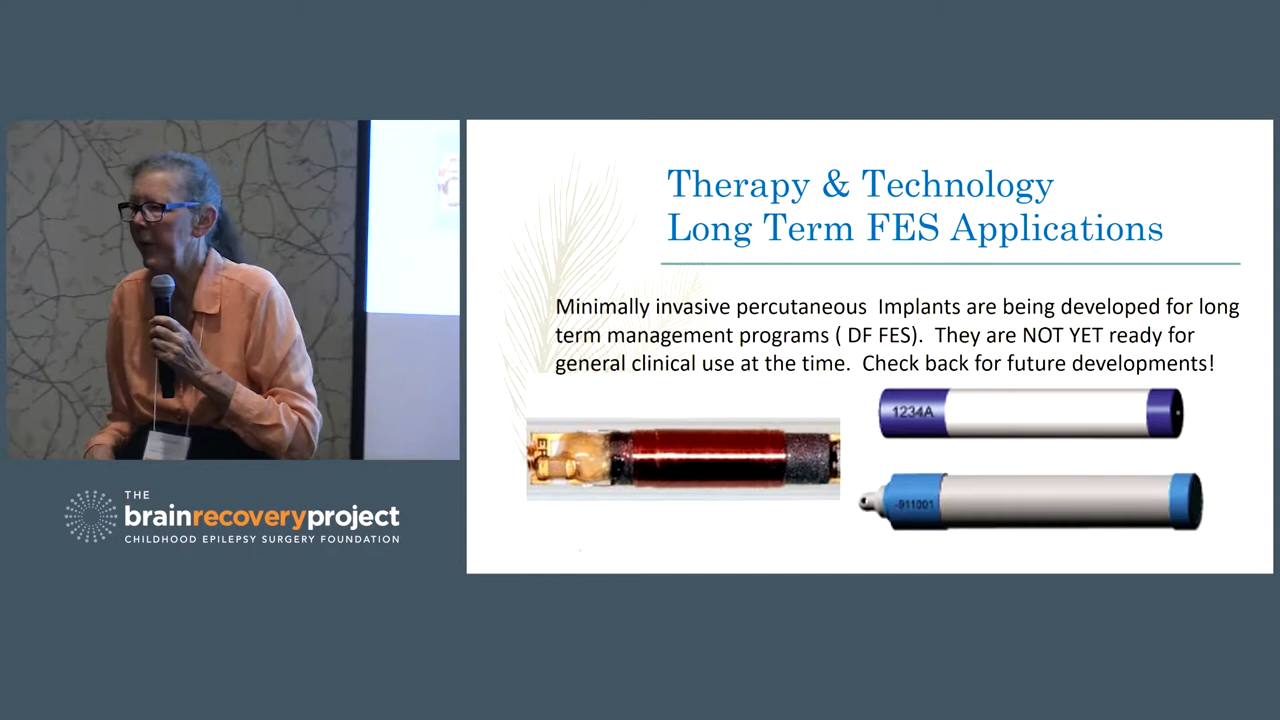 Therapy & Technology
Long Term FES Applications
Minimally invasive percutaneous Implants are being developed for long
term management programs ( DF FES). They are NOT YET ready for
general clinical use at the time. Check back for future developments!
1234A
-911001
THE
brainrecoveryproject
CHILDHOOD EPILEPSY SURGERY FOUNDATION